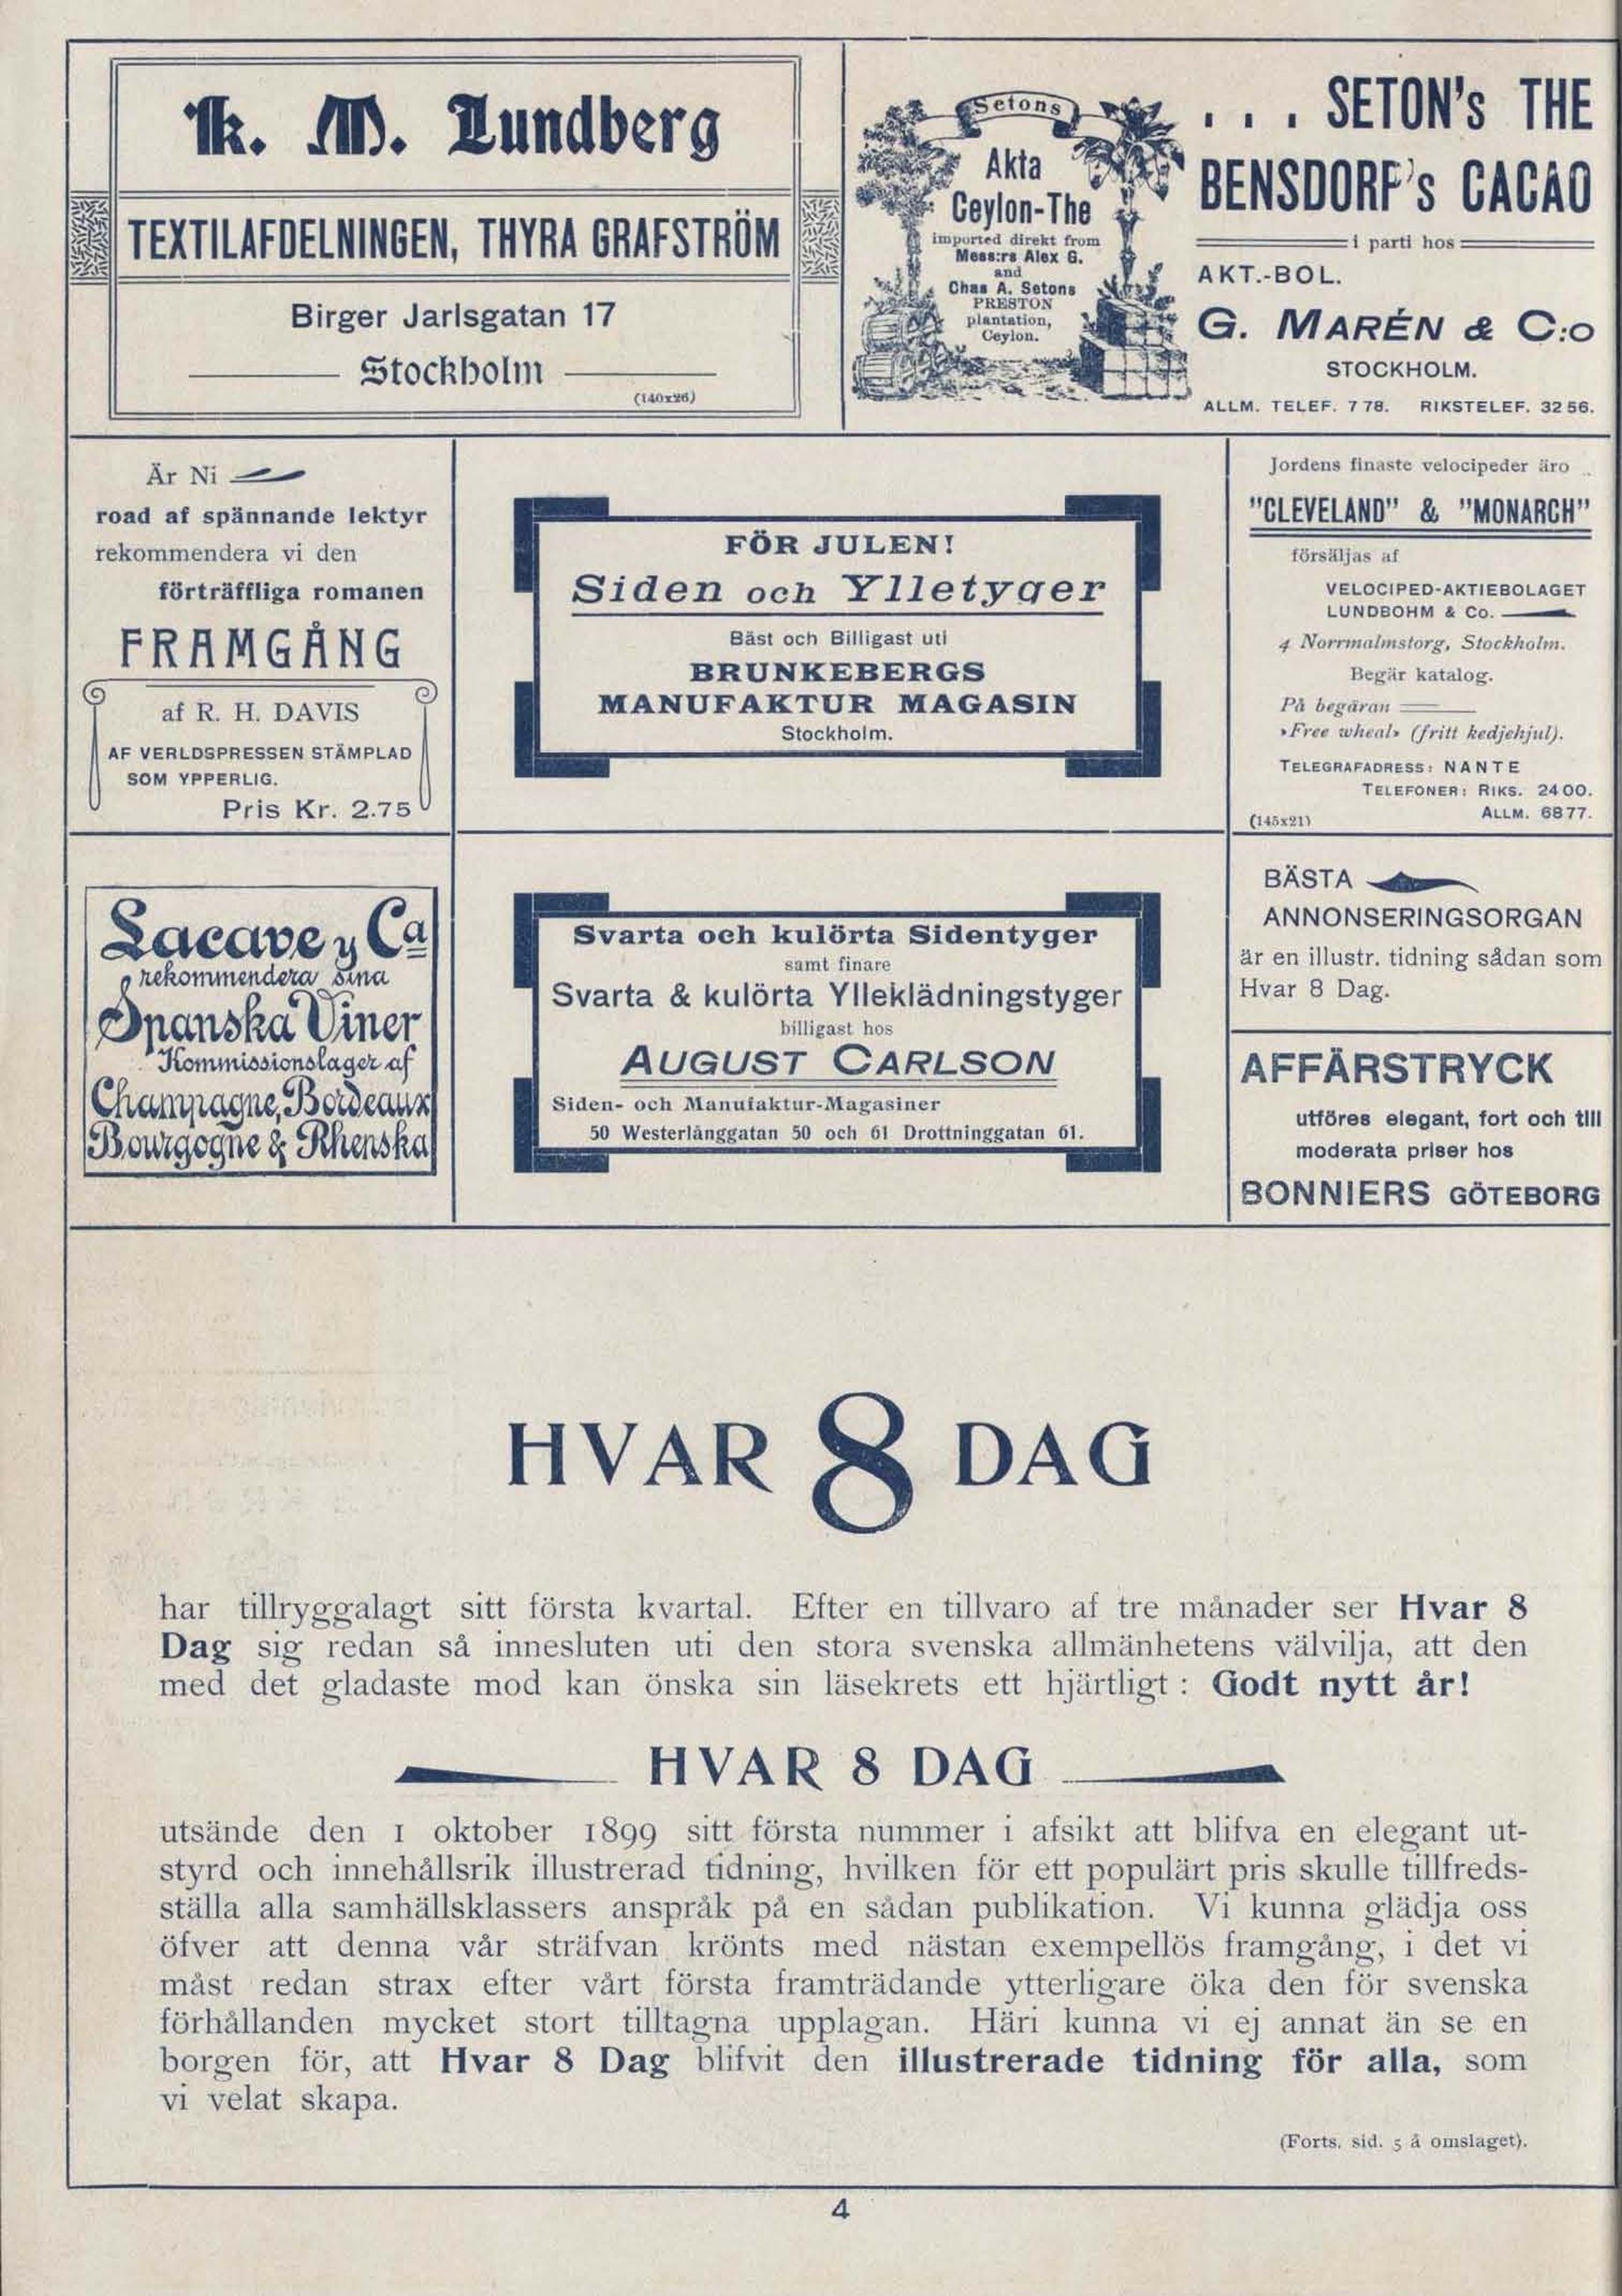 K. M. Lundberg
TEXTILAFDELNINGEN, THYRA GRAFSTRÖM
Birger Jarlsgatan 17
Stockholm
(140x26)
Setons
Akta
Ceylon-The
imported direkt from
Mess:rs Alex G.
and
Chas A. Setons
PRESTON
plantation,
Ceylon.
. . . SETON's THE
BENSDORF's CACAO
i parti hos
AKT.-BOL.
G. MARÉN & C:o
STOCKHOLM.
ALLM. TELEF. 7 78. RIKSTELEF. 32 56.
Är Ni
road af spännande lektyr
rekommendera vi den
förträffliga romanen
FRAMGÅNG
af R. H. DAVIS
AF VERLDSPRESSEN STÄMPLAD
SOM YPPERLIG.
Pris Kr. 2.75
FÖR JULEN!
Siden och Ylletyger
Bäst och Billigast uti
BRUNKEBERGS
MANUFAKTUR MAGASIN
Stockholm.
Jordens finaste velocipeder äro
"CLEVELAND" & "MONARCH"
försäljas af
VELOCIPED-AKTIEBOLAGET
LUNDBOHM & Co.
4 Norrmalmstorg, Stockholm.
Begär katalog.
På begäran
»Free wheal» (fritt kedjehjul).
TELEGRAFADRESS: NANTE
TELEFONER: RIKS. 24 00.
ALLM. 68 77.
(145x21)
Lacave y Ca
rekommendera sina
Spanska Viner
Kommissionslager af
Champagne, Bordeaux
Bourgogne & Rhenska
Svarta och kulörta Sidentyger
samt finare
Svarta & kulörta Ylleklädningstyger
billigast hos
AUGUST CARLSON
Siden- och Manufaktur-Magasiner
50 Westerlånggatan 50 och 61 Drottninggatan 61.
BÄSTA
ANNONSERINGSORGAN
är en illustr. tidning sådan som
Hvar 8 Dag.
AFFÄRSTRYCK
utföres elegant, fort och till
moderata priser hos
BONNIERS GÖTEBORG
HVAR 8 DAG
har tillryggalagt sitt första kvartal. Efter en tillvaro af tre månader ser Hvar 8
Dag sig redan så innesluten uti den stora svenska allmänhetens välvilja, att den
med det gladaste mod kan önska sin läsekrets ett hjärtligt : Godt nytt år!
HVAR 8 DAG
utsände den 1 oktober 1899 sitt första nummer i afsikt att blifva en elegant ut-
styrd och innehållsrik illustrerad tidning, hvilken för ett populärt pris skulle tillfreds-
ställa alla samhällsklassers anspråk på en sådan publikation. Vi kunna glädja oss
öfver att denna vår sträfvan krönts med nästan exempellös framgång, i det vi
måst redan strax efter vårt första framträdande ytterligare öka den för svenska
förhållanden mycket stort tilltagna upplagan. Häri kunna vi ej annat än se en
borgen för, att Hvar 8 Dag blifvit den illustrerade tidning för alla, som
vi velat skapa.
(Forts. sid. 5 å omslaget).
4